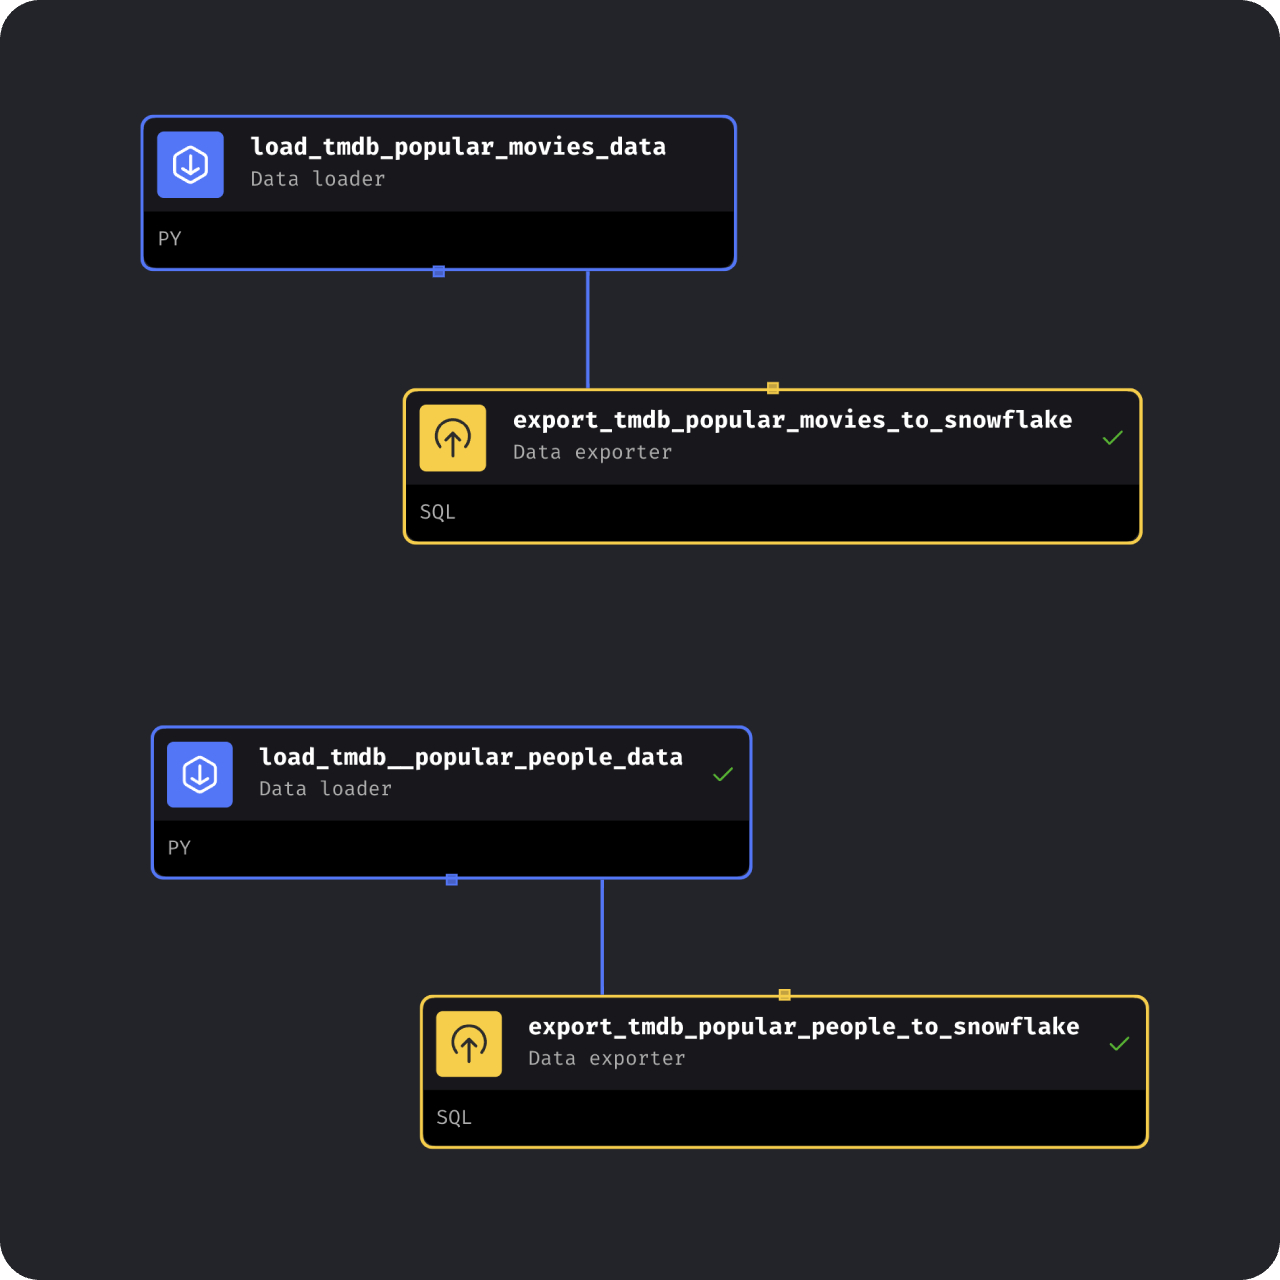 load_tmdb_popular_movies_data
Data loader
PY
export_tmdb_popular_movies_to_snowflake
Data exporter
SQL
load_tmdb__popular_people_data
Data loader
PY
export_tmdb_popular_people_to_snowflake
Data exporter
SQL